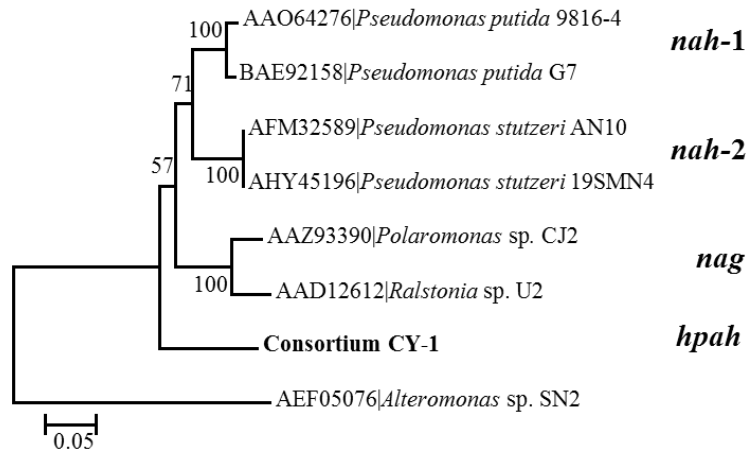 100
AAO64276|Pseudomonas putida 9816-4
nah-1
BAE92158|Pseudomonas putida G7
71
AFM32589|Pseudomonas stutzeri AN10
nah-2
57
100
AHY45196|Pseudomonas stutzeri 19SMN4
AAZ93390|Polaromonas sp. CJ2
nag
100
AAD12612|Ralstonia sp. U2
Consortium CY-1
hpah
AEF05076|Alteromonas sp. SN2
0.05